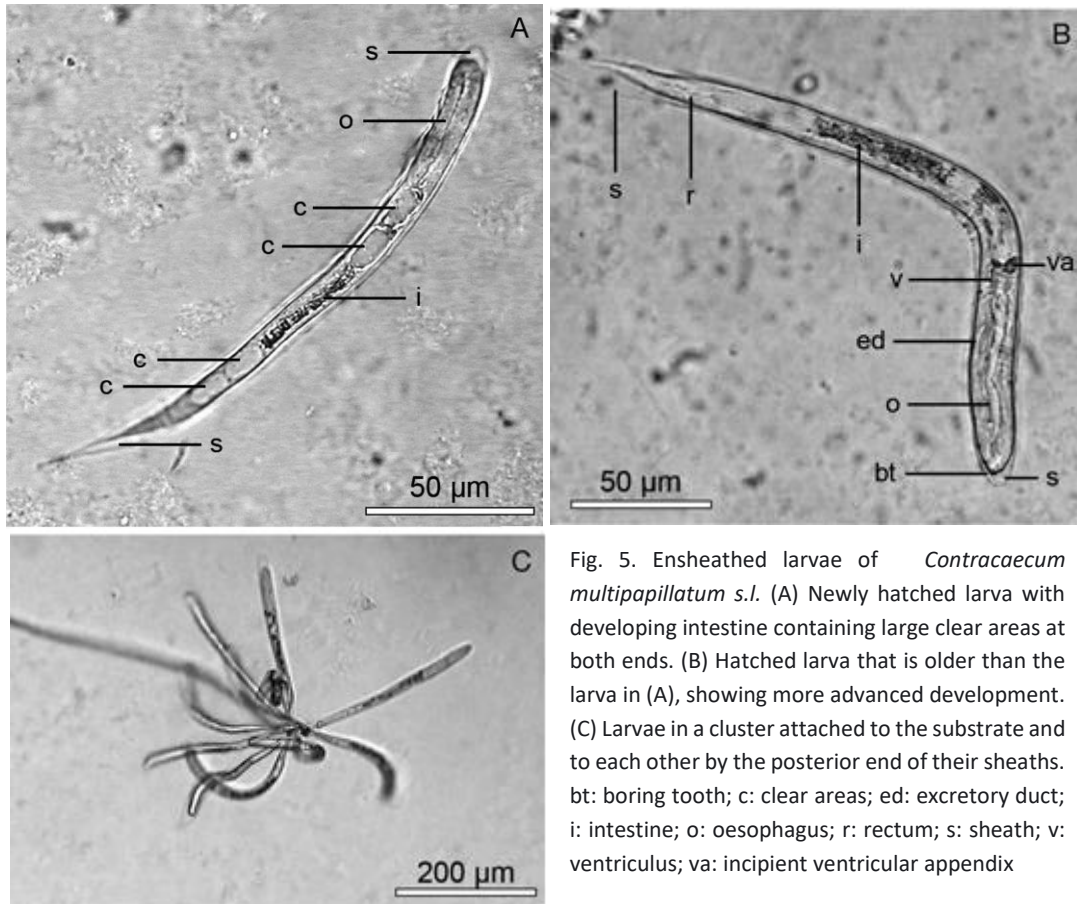 A
s
o
c
c
i
c
c
s
50 µm
B
s
r
i
va
v
ed
o
bt
s
50 µm
C
200 µm
Fig. 5. Ensheathed larvae of Contracaecum
multipapillatum s.l. (A) Newly hatched larva with
developing intestine containing large clear areas at
both ends. (B) Hatched larva that is older than the
larva in (A), showing more advanced development.
(C) Larvae in a cluster attached to the substrate and
to each other by the posterior end of their sheaths.
bt: boring tooth; c: clear areas; ed: excretory duct;
i: intestine; o: oesophagus; r: rectum; s: sheath; v:
ventriculus; va: incipient ventricular appendix